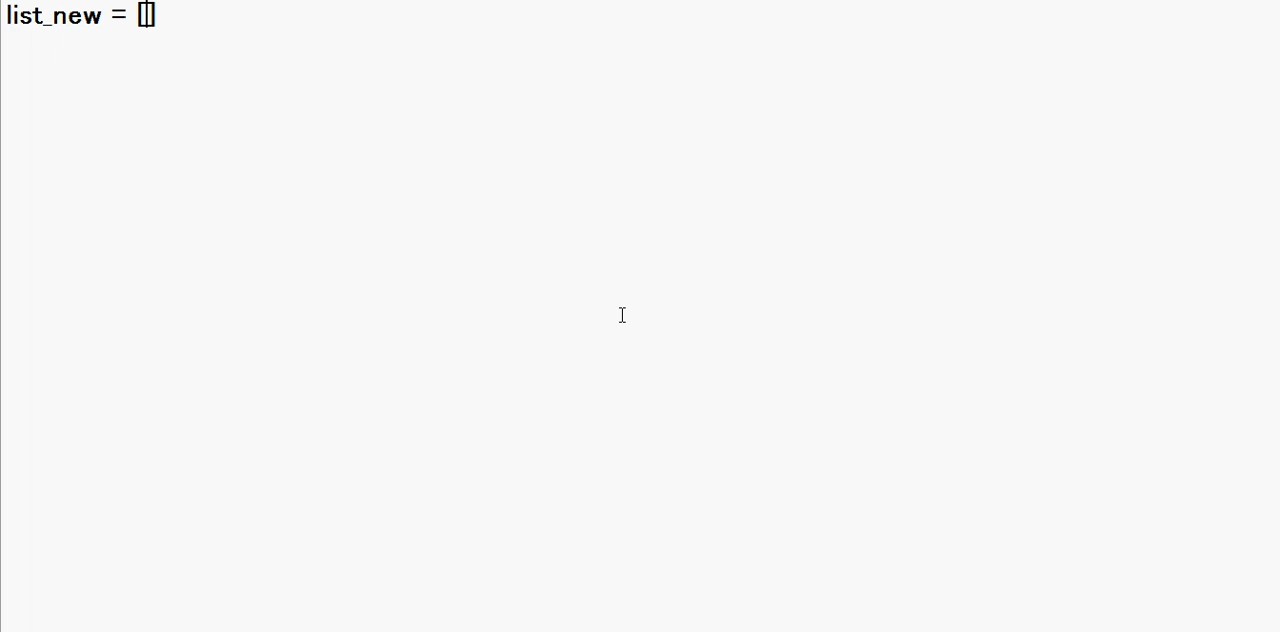 list_new = []